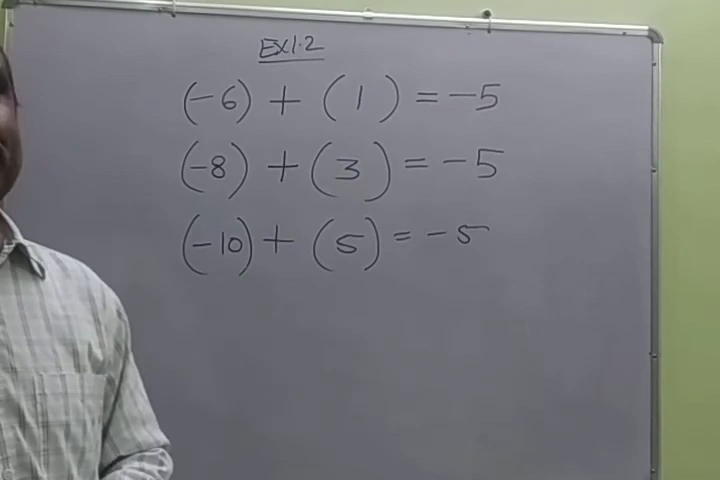 Ex1.2
(-6) + (1) = -5
(-8) + (3) = -5
(-10) + (5) = -5